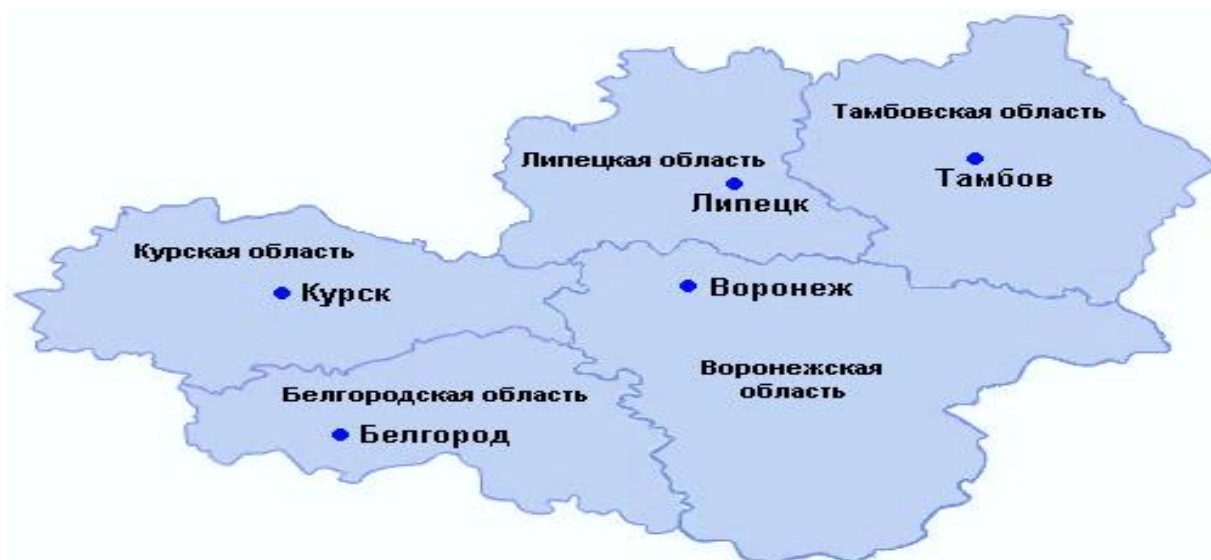 Тамбовская область
Тамбов
Липецкая область
Липецк
Курская область
Курск
Воронеж
Воронежская
область
Белгородская область
Белгород